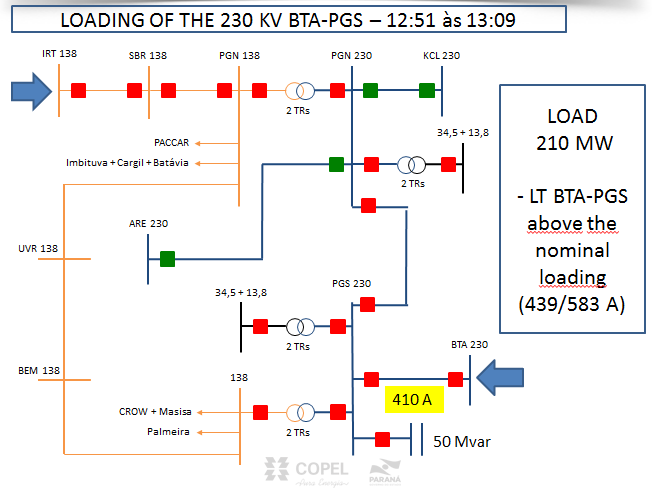 LOADING OF THE 230 KV BTA-PGS – 12:51 às 13:09
IRT 138
SBR 138
PGN 138
PGN 230
KCL 230
2 TRs
PACCAR
Imbituva + Cargil + Batávia
34,5 + 13,8
2 TRs
LOAD
210 MW
- LT BTA-PGS
above the
nominal
loading
(439/583 A)
ARE 230
UVR 138
34,5 + 13,8
PGS 230
2 TRs
BTA 230
BEM 138
138
410 A
CROW + Masisa
Palmeira
2 TRs
50 Mvar
COPEL
Pura Energia
PARANÁ